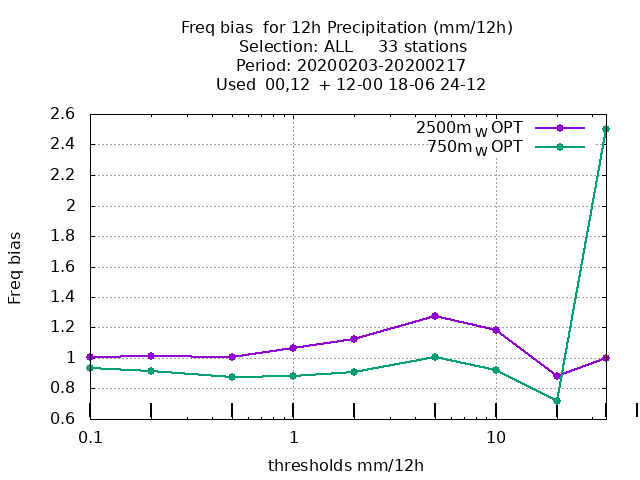 Freq bias  for 12h Precipitation (mm/12h)
Selection: ALL     33 stations
Period: 20200203-20200217
Used  00,12  + 12-00 18-06 24-12
2500m W OPT
750m W OPT
2.6
2.4
2.2
2
1.8
1.6
1.4
1.2
1
0.8
0.6
Freq bias
0.1
1
10
thresholds mm/12h